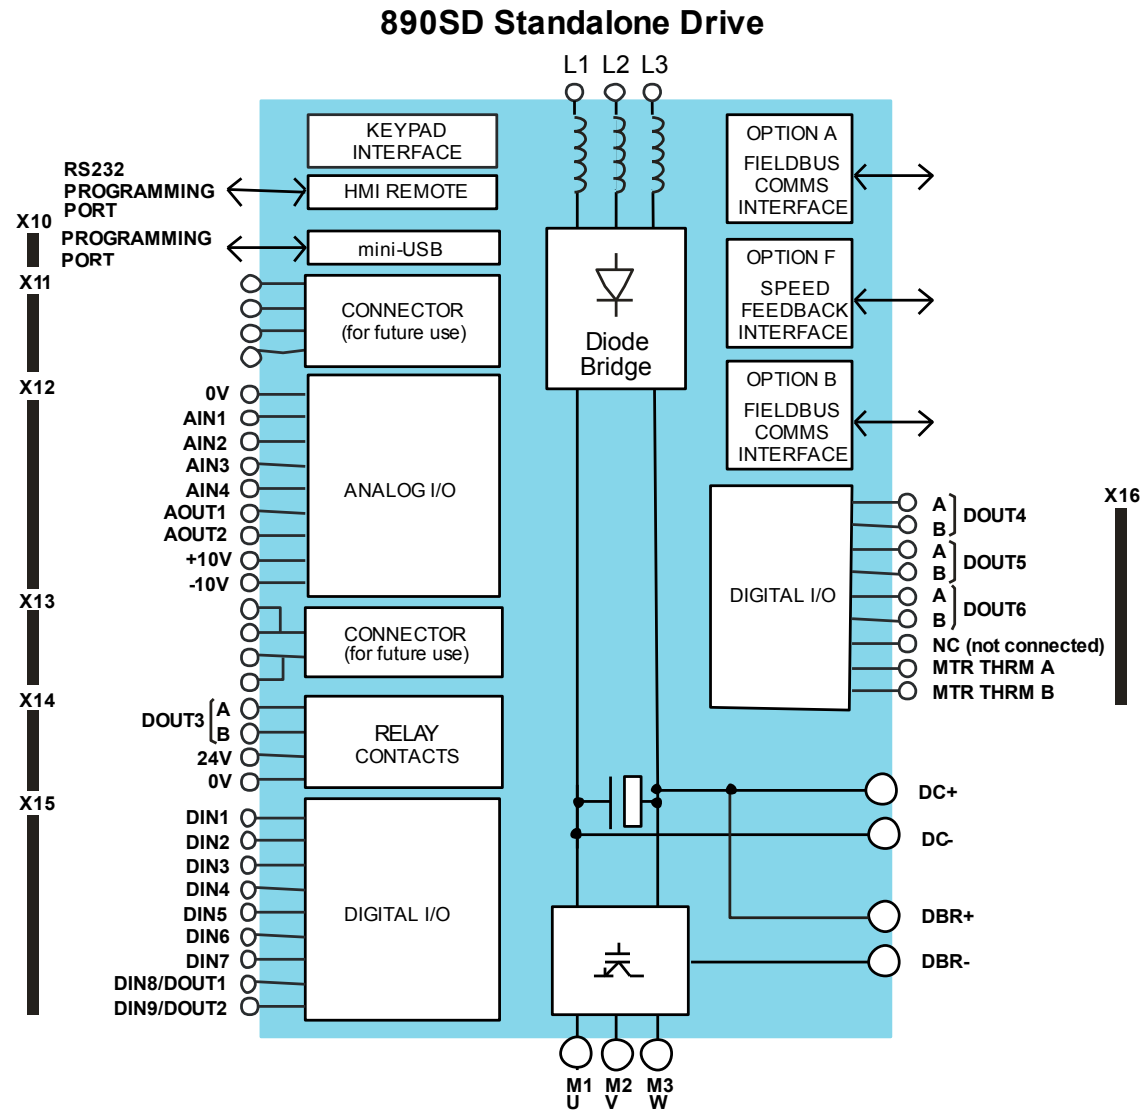 890SD Standalone Drive
L1 L2 L3
KEYPAD
INTERFACE
RS232
PROGRAMMING
PORT
HMI REMOTE
X10
PROGRAMMING
PORT
mini-USB
X11
CONNECTOR
(for future use)
X12
0V
AIN1
AIN2
AIN3
AIN4
AOUT1
AOUT2
+10V
-10V
ANALOG I/O
X13
CONNECTOR
(for future use)
X14
DOUT3
A
B
24V
0V
RELAY
CONTACTS
X15
DIN1
DIN2
DIN3
DIN4
DIN5
DIN6
DIN7
DIN8/DOUT1
DIN9/DOUT2
DIGITAL I/O
Diode
Bridge
OPTION A
FIELDBUS
COMMS
INTERFACE
OPTION F
SPEED
FEEDBACK
INTERFACE
OPTION B
FIELDBUS
COMMS
INTERFACE
X16
DIGITAL I/O
A
B
DOUT4
A
B
DOUT5
A
B
DOUT6
NC (not connected)
MTR THRM A
MTR THRM B
DC+
DC-
DBR+
DBR-
M1 M2 M3
U V W